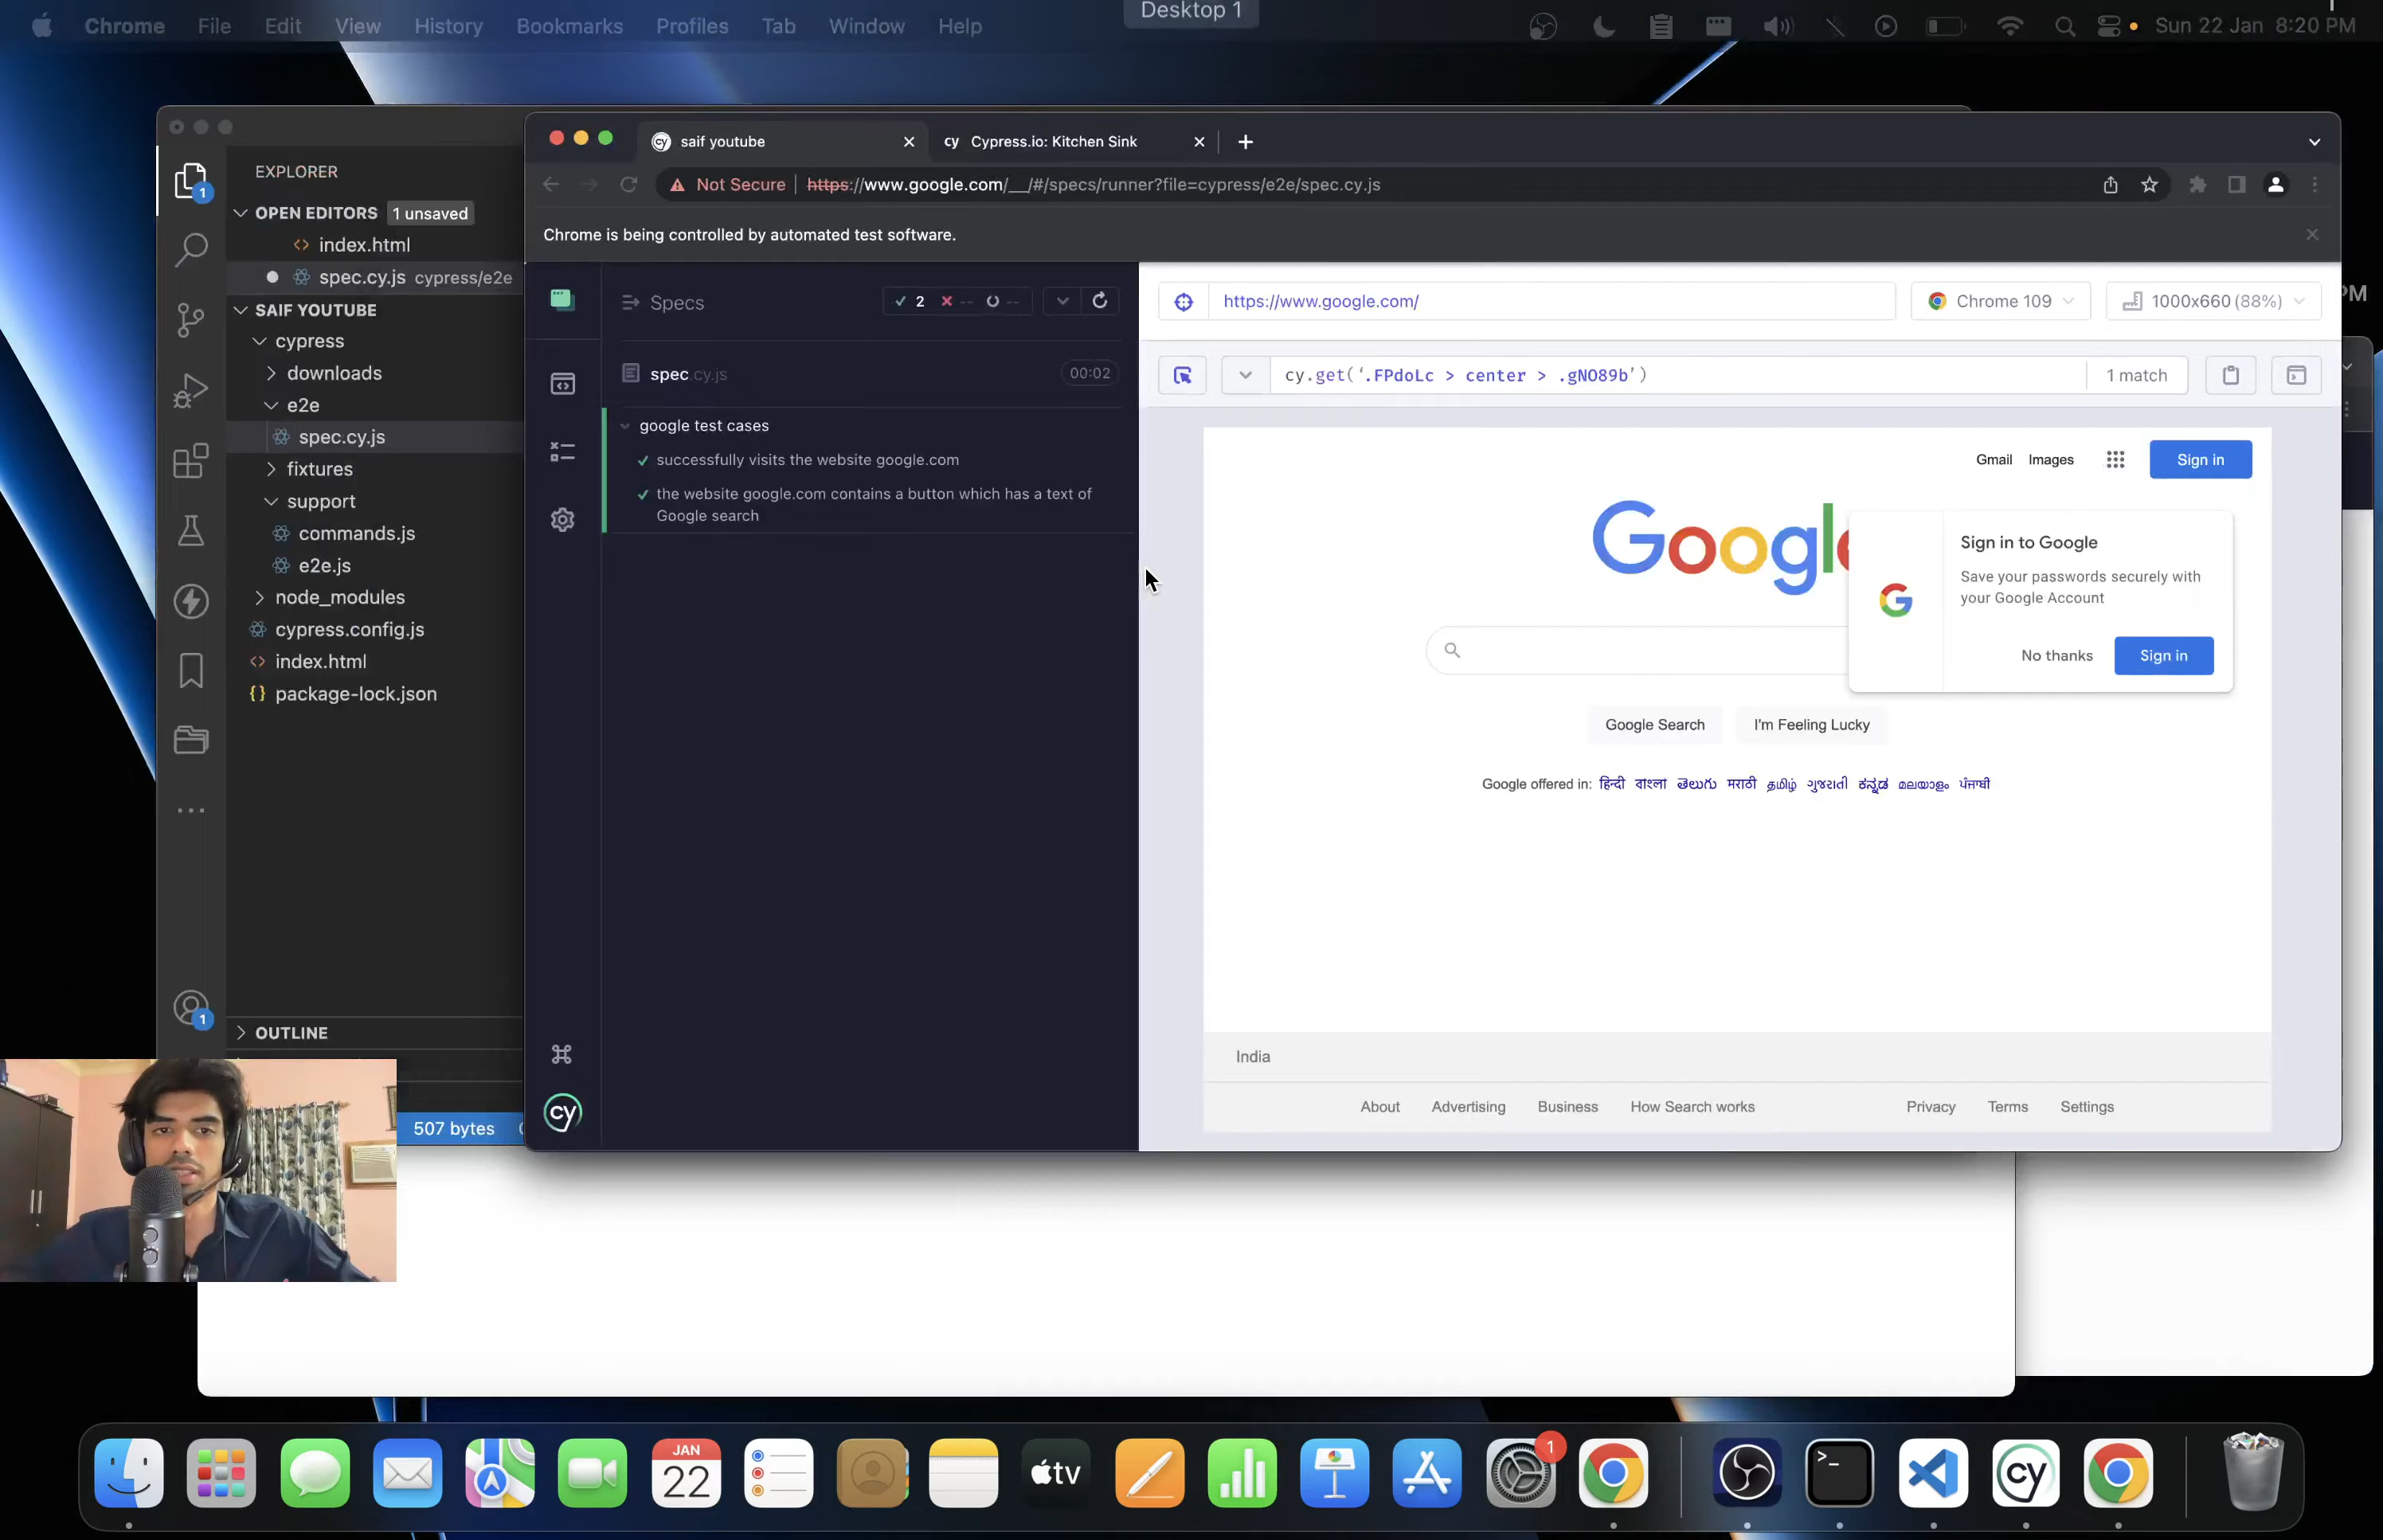 Chrome File Edit View History Bookmarks Profiles Tab Window Help
Desktop 1
Sun 22 Jan 8:20 PM
saif youtube
cy Cypress.io: Kitchen Sink
Not Secure
https://www.google.com/__/#/specs/runner?file=cypress/e2e/spec.cy.js
Chrome is being controlled by automated test software.
EXPLORER
1
OPEN EDITORS 1 unsaved
index.html
spec.cy.js cypress/e2e
SAIF YOUTUBE
cypress
downloads
e2e
spec.cy.js
fixtures
support
commands.js
e2e.js
node_modules
cypress.config.js
index.html
package-lock.json
1
OUTLINE
507 bytes
Specs
2 -- --
spec.cy.js
00:02
google test cases
successfully visits the website google.com
the website google.com contains a button which has a text of
Google search
cy
https://www.google.com/
Chrome 109
1000x660 (88%)
PM
cy.get('.FPdoLc > center > .gNO89b')
1 match
Gmail Images
Sign in
Google
Sign in to Google
Save your passwords securely with
your Google Account
No thanks
Sign in
Google Search
I'm Feeling Lucky
Google offered in: हिन्दी বাংলা తెలుగు मराठी தமிழ் ગુજરાતી ಕನ್ನಡ മലയാളം ਪੰਜਾਬੀ
India
About Advertising Business How Search works
Privacy Terms Settings
JAN
22
tv
1
>_
cy